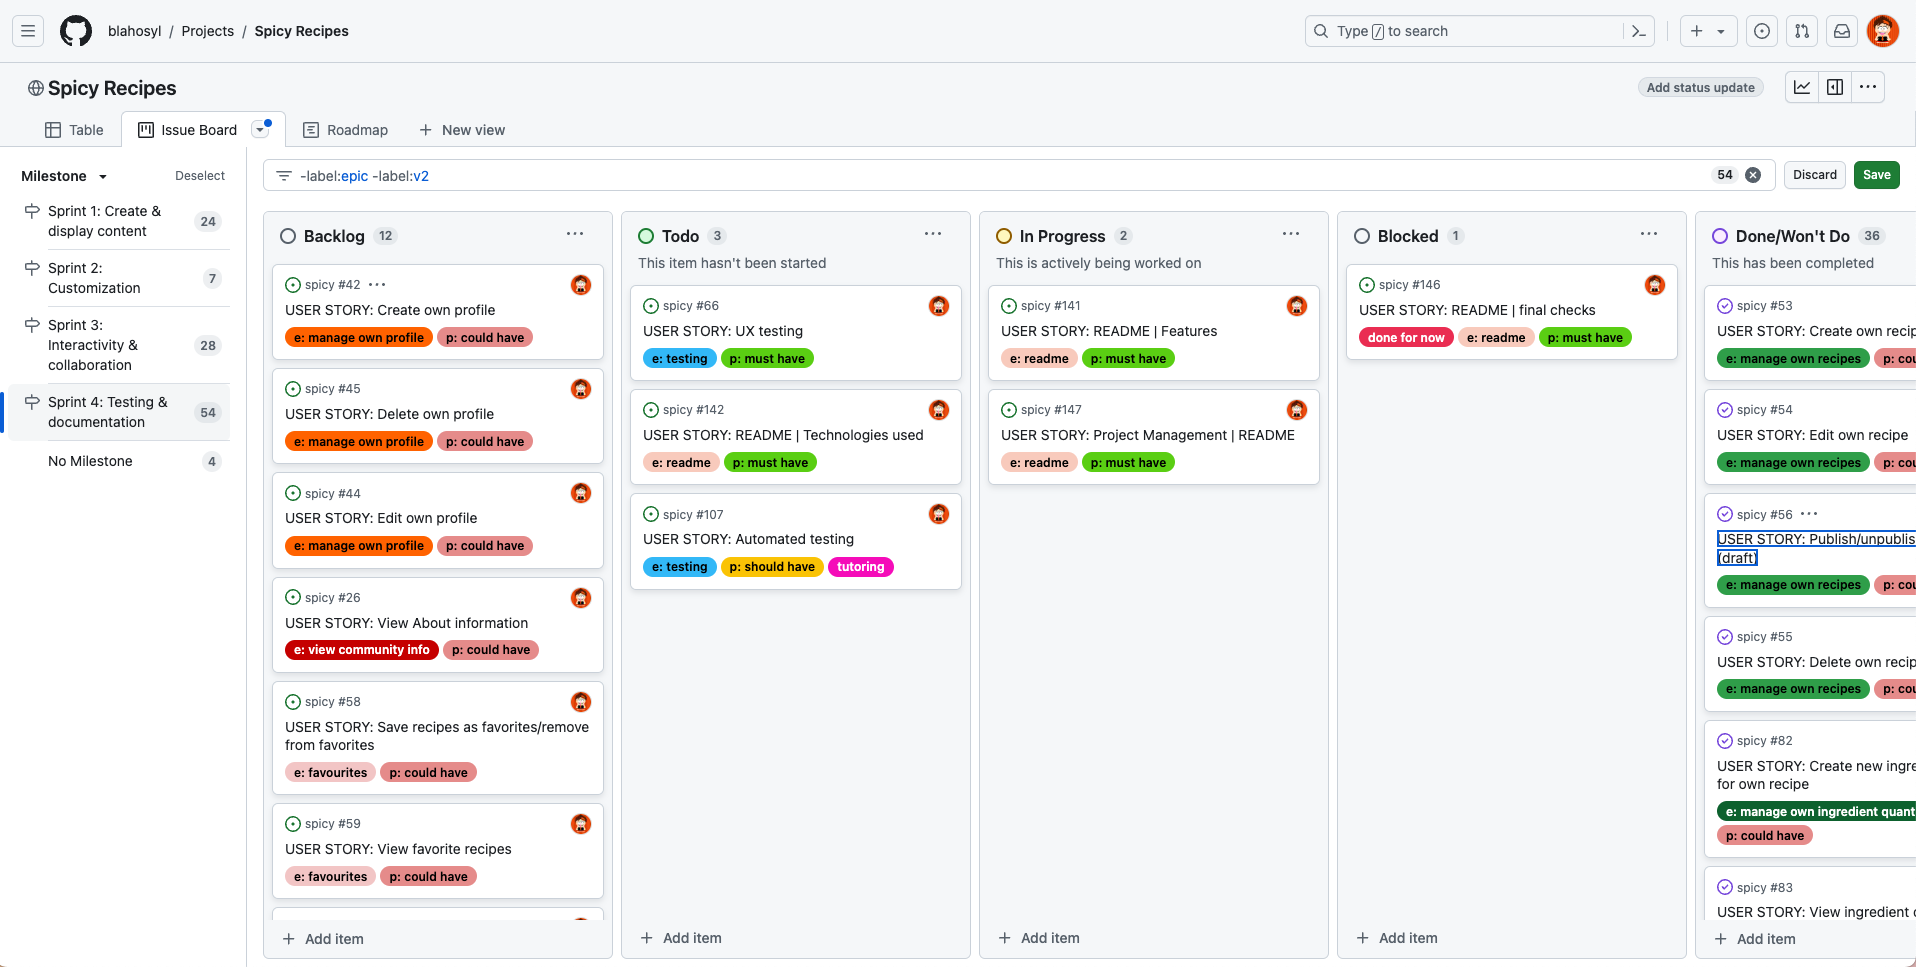 blahosyl / Projects / Spicy Recipes
Type / to search
Spicy Recipes
Add status update
Table
Issue Board
Roadmap
New view
Milestone
Deselect
Sprint 1: Create &
display content
24
Sprint 2:
Customization
7
Sprint 3:
Interactivity &
collaboration
28
Sprint 4: Testing &
documentation
54
No Milestone
4
-label:epic -label:v2
54
Discard
Save
Backlog 12
spicy #42
USER STORY: Create own profile
e: manage own profile p: could have
spicy #45
USER STORY: Delete own profile
e: manage own profile p: could have
spicy #44
USER STORY: Edit own profile
e: manage own profile p: could have
spicy #26
USER STORY: View About information
e: view community info p: could have
spicy #58
USER STORY: Save recipes as favorites/remove
from favorites
e: favourites p: could have
spicy #59
USER STORY: View favorite recipes
e: favourites p: could have
Add item
Todo 3
This item hasn't been started
spicy #66
USER STORY: UX testing
e: testing p: must have
spicy #142
USER STORY: README | Technologies used
e: readme p: must have
spicy #107
USER STORY: Automated testing
e: testing p: should have tutoring
Add item
In Progress 2
This is actively being worked on
spicy #141
USER STORY: README | Features
e: readme p: must have
spicy #147
USER STORY: Project Management | README
e: readme p: must have
Add item
Blocked 1
spicy #146
USER STORY: README | final checks
done for now e: readme p: must have
Add item
Done/Won't Do 36
This has been completed
spicy #53
USER STORY: Create own recip
e: manage own recipes p: cou
spicy #54
USER STORY: Edit own recipe
e: manage own recipes p: cou
spicy #56
USER STORY: Publish/unpublis
(draft)
e: manage own recipes p: cou
spicy #55
USER STORY: Delete own recip
e: manage own recipes p: cou
spicy #82
USER STORY: Create new ingre
for own recipe
e: manage own ingredient quant
p: could have
spicy #83
USER STORY: View ingredient
Add item